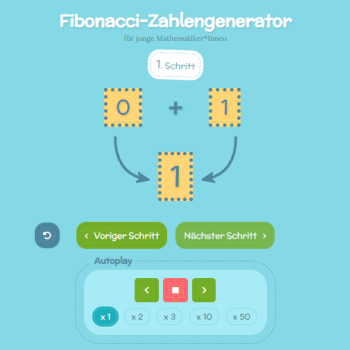 Fibonacci-Zahlengenerator
für junge Mathematiker*innen
1. Schritt
0 + 1
1
‹ Voriger Schritt Nächster Schritt ›
Autoplay
‹ ›
x 1 x 2 x 3 x 10 x 50